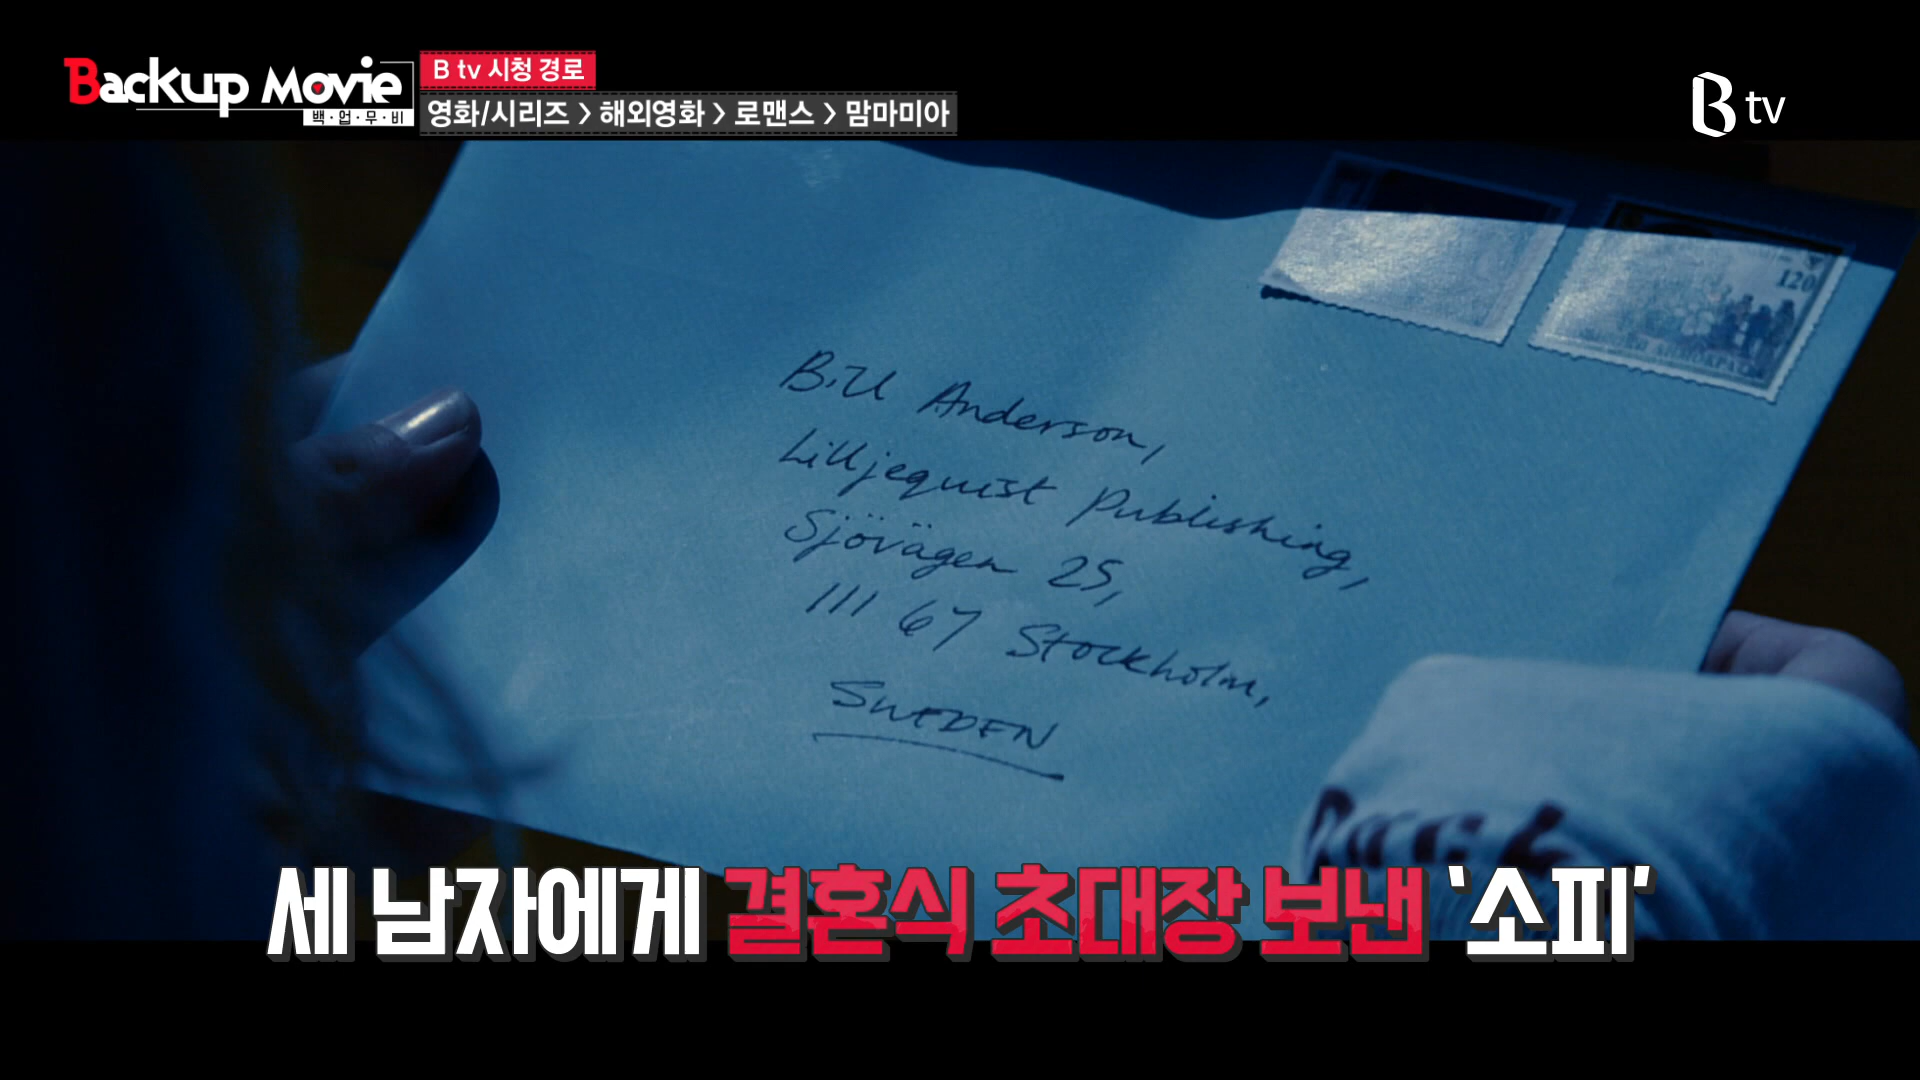 Backup Movie
백·업·무·비
B tv 시청 경로
영화/시리즈 > 해외영화 > 로맨스 > 맘마미아
B tv
120
Bill Anderson,
Lilljequist Publishing,
Sjövägen 25,
111 67 Stockholm,
SWEDEN
세 남자에게 결혼식 초대장 보낸 '소피'